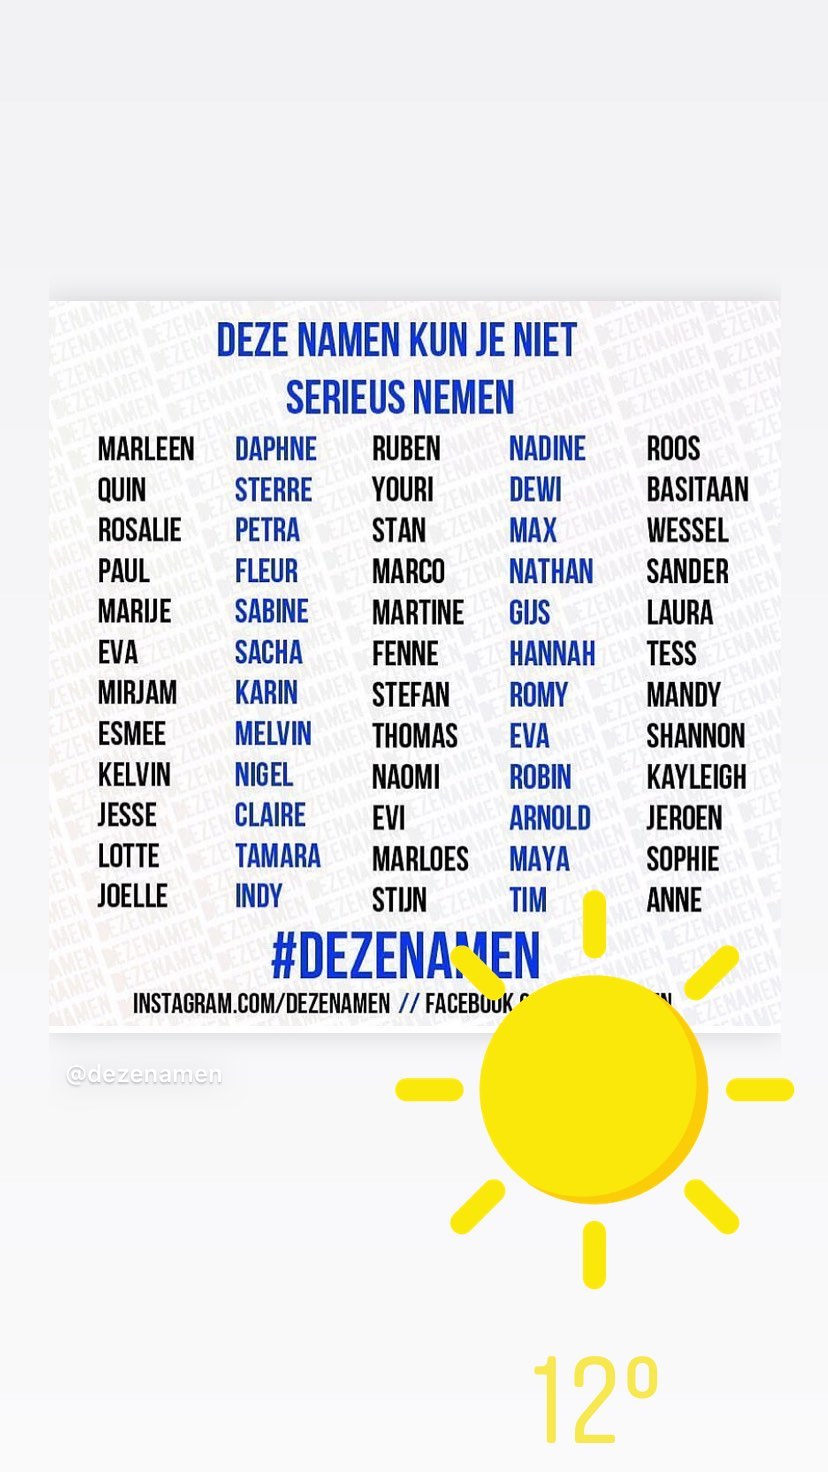 DEZE NAMEN KUN JE NIET
SERIEUS NEMEN
MARLEEN DAPHNE RUBEN NADINE ROOS
QUIN STERRE YOURI DEWI BASITAAN
ROSALIE PETRA STAN MAX WESSEL
PAUL FLEUR MARCO NATHAN SANDER
MARIJE SABINE MARTINE GIJS LAURA
EVA SACHA FENNE HANNAH TESS
MIRJAM KARIN STEFAN ROMY MANDY
ESMEE MELVIN THOMAS EVA SHANNON
KELVIN NIGEL NAOMI ROBIN KAYLEIGH
JESSE CLAIRE EVI ARNOLD JEROEN
LOTTE TAMARA MARLOES MAYA SOPHIE
JOELLE INDY STIJN TIM ANNE
#DEZENAMEN
INSTAGRAM.COM/DEZENAMEN // FACEBOOK
@dezenamen
12°